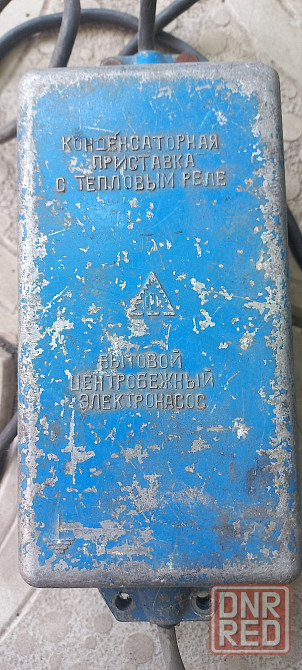 КОНДЕНСАТОРНАЯ
ПРИСТАВКА
С ТЕПЛОВЫМ РЕЛЕ
БЫТОВОЙ
ЦЕНТРОБЕЖНЫЙ
ЭЛЕКТРОНАСОС
DNR
RED